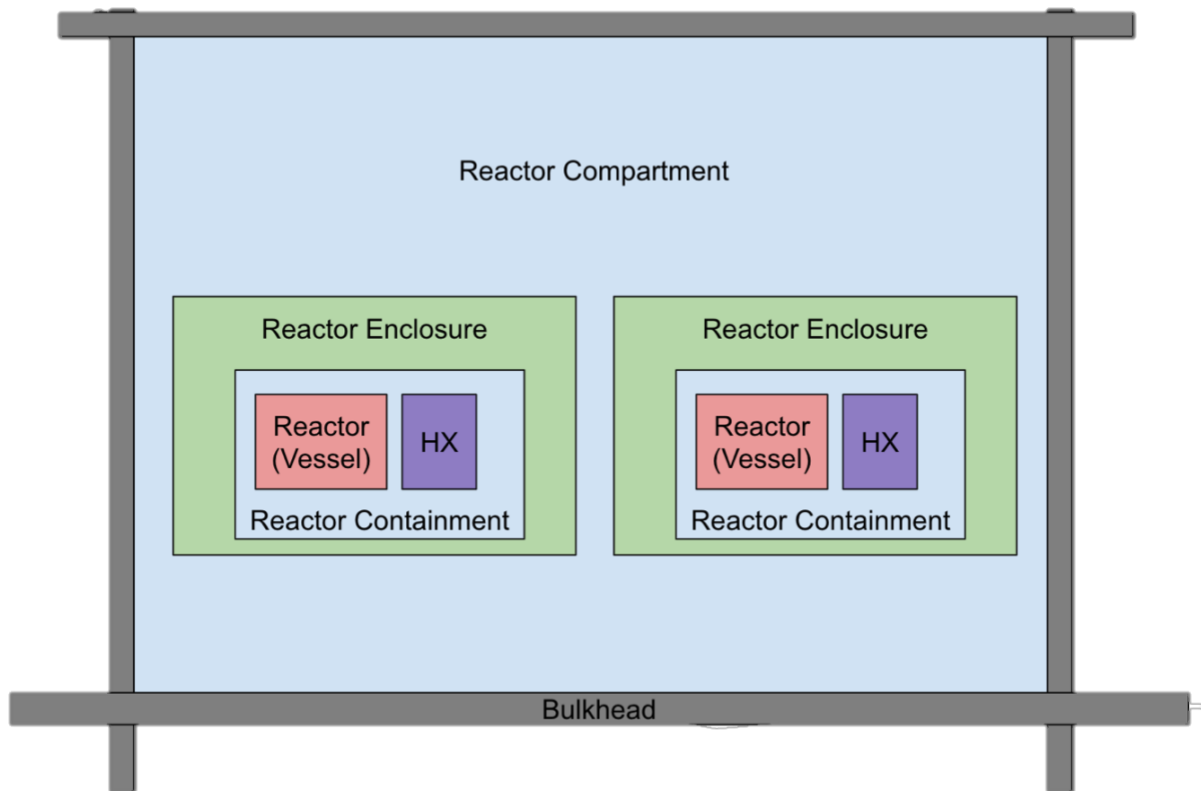 Reactor Compartment
Reactor Enclosure
Reactor
(Vessel)
HX
Reactor Containment
Reactor Enclosure
Reactor
(Vessel)
HX
Reactor Containment
Bulkhead